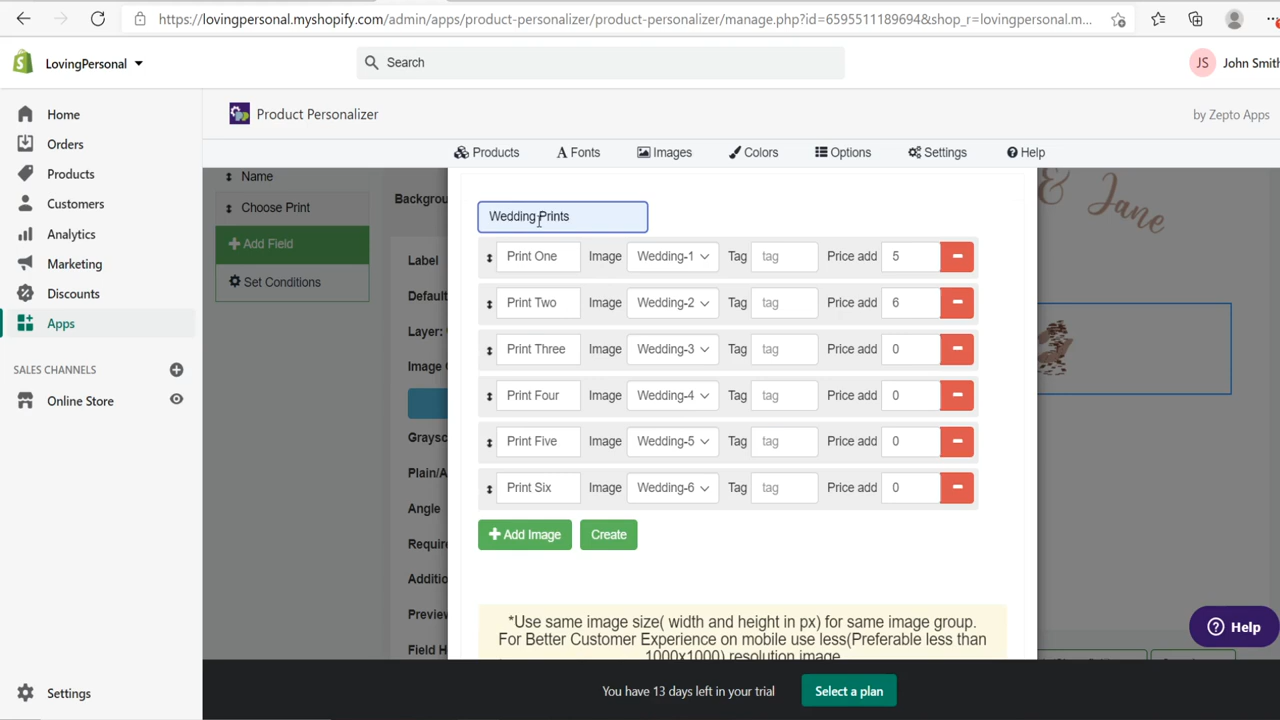 https://lovingpersonal.myshopify.com/admin/apps/product-personalizer/product-personalizer/manage.php?id=6595511189694&shop_r=lovingpersonal.m...
LovingPersonal
Search
JS John Smith
Home
Orders
Products
Customers
Analytics
Marketing
Discounts
Apps
SALES CHANNELS
Online Store
Settings
Product Personalizer
by Zepto Apps
Products Fonts Images Colors Options Settings Help
Name
Choose Print
Add Field
Set Conditions
Label
& Jane
Wedding Prints
Print One Image Wedding-1 Tag tag Price add 5
Print Two Image Wedding-2 Tag tag Price add 6
Print Three Image Wedding-3 Tag tag Price add 0
Print Four Image Wedding-4 Tag tag Price add 0
Print Five Image Wedding-5 Tag tag Price add 0
Print Six Image Wedding-6 Tag tag Price add 0
Add Image Create
Angle
*Use same image size( width and height in px) for same image group.
For Better Customer Experience on mobile use less(Preferable less than
1000x1000) resolution image.
Help
You have 13 days left in your trial Select a plan